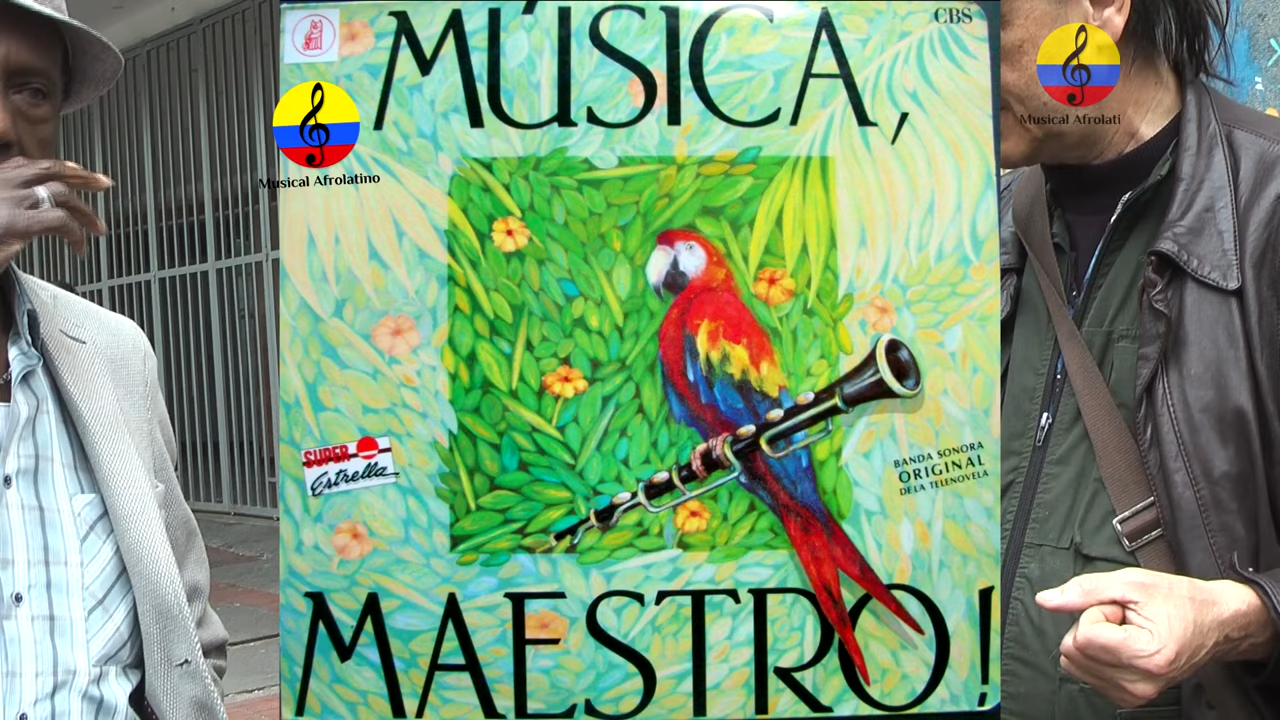 MÚSICA,
CBS
Musical Afrolatino
Musical Afrolati
SUPER
Estrella
BANDA SONORA
ORIGINAL
DE LA TELENOVELA
MAESTRO!